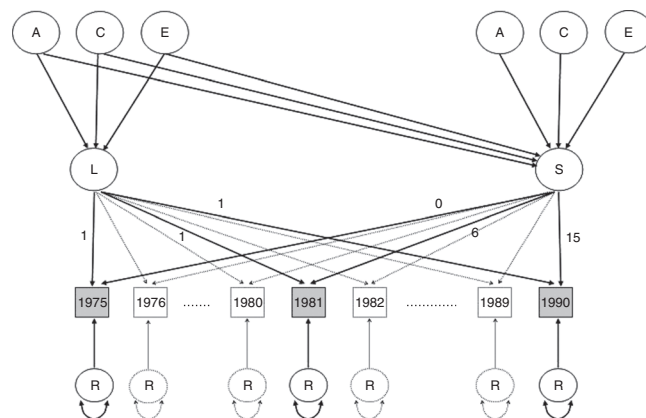 A C E A C E
L S
1 1 1 0 6 15
1975 1976 ....... 1980 1981 1982 ............ 1989 1990
R R R R R R R